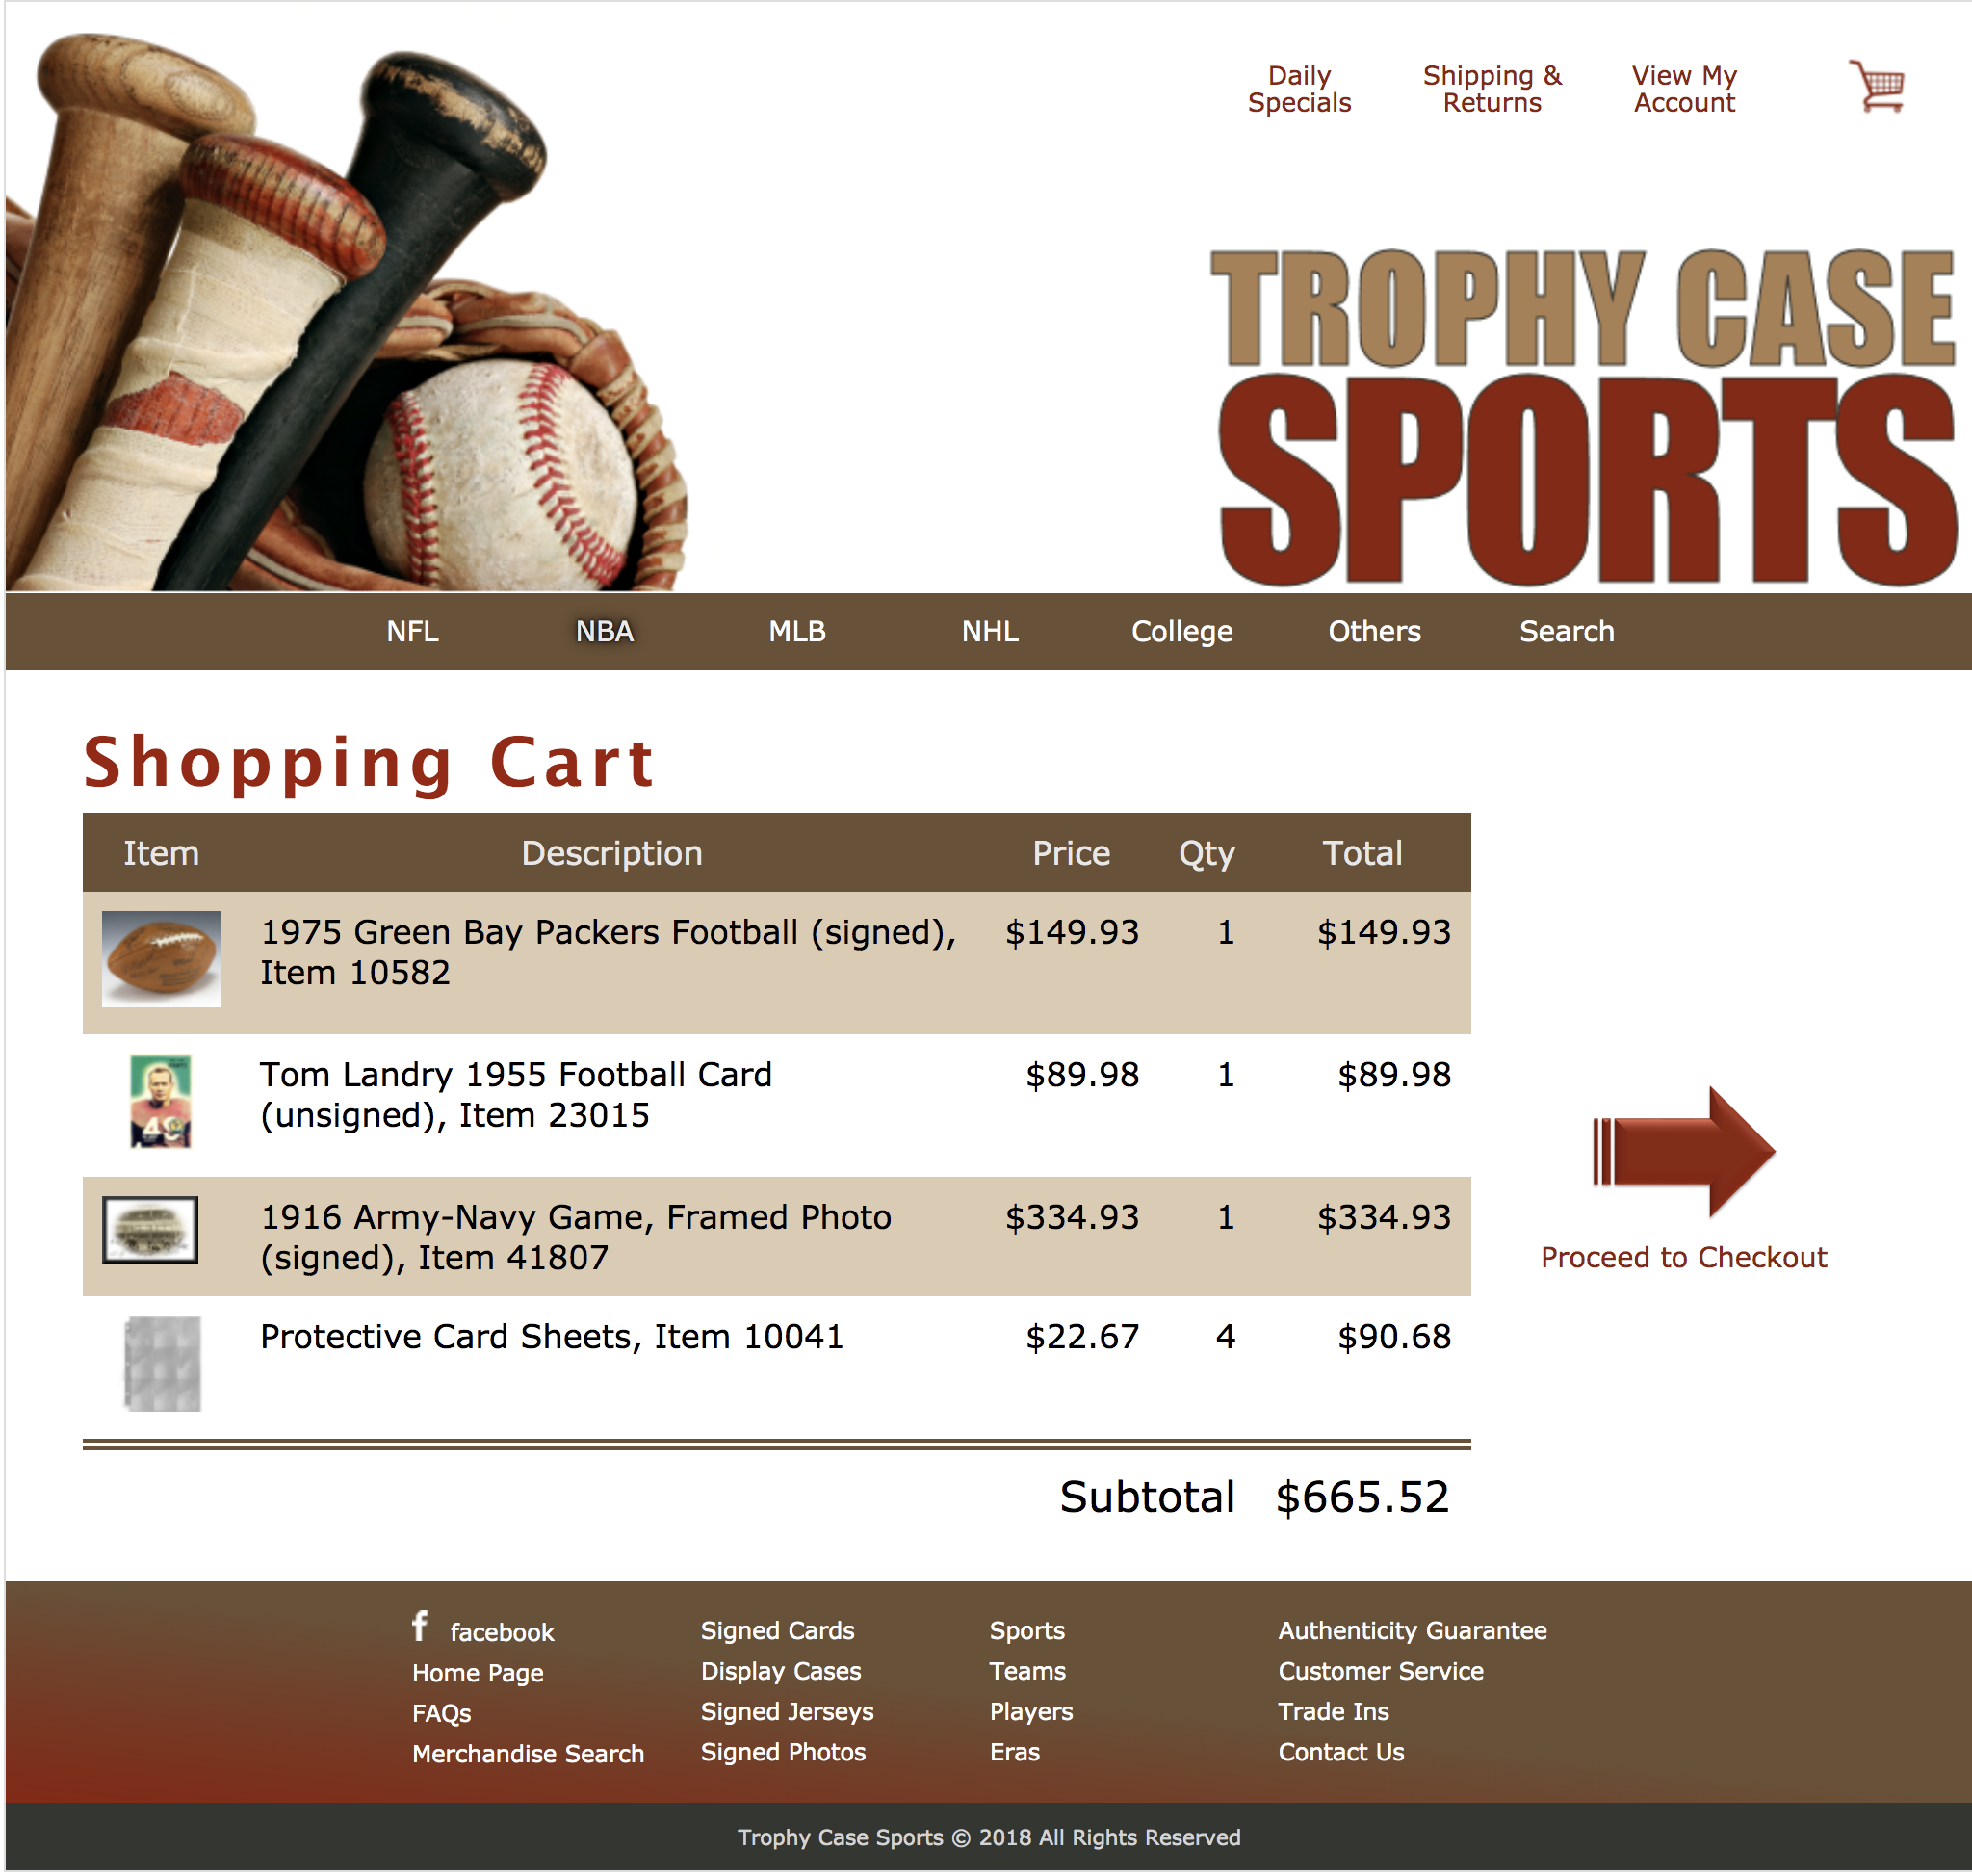 Daily
Specials
Shipping &
Returns
View My
Account
TROPHY CASE
SPORTS
NFL NBA MLB NHL College Others Search
Shopping Cart
Item Description Price Qty Total
1975 Green Bay Packers Football (signed), $149.93 1 $149.93
Item 10582
Tom Landry 1955 Football Card $89.98 1 $89.98
(unsigned), Item 23015
1916 Army-Navy Game, Framed Photo $334.93 1 $334.93
(signed), Item 41807
Protective Card Sheets, Item 10041 $22.67 4 $90.68
Proceed to Checkout
Subtotal $665.52
f facebook
Home Page
FAQs
Merchandise Search
Signed Cards
Display Cases
Signed Jerseys
Signed Photos
Sports
Teams
Players
Eras
Authenticity Guarantee
Customer Service
Trade Ins
Contact Us
Trophy Case Sports © 2018 All Rights Reserved